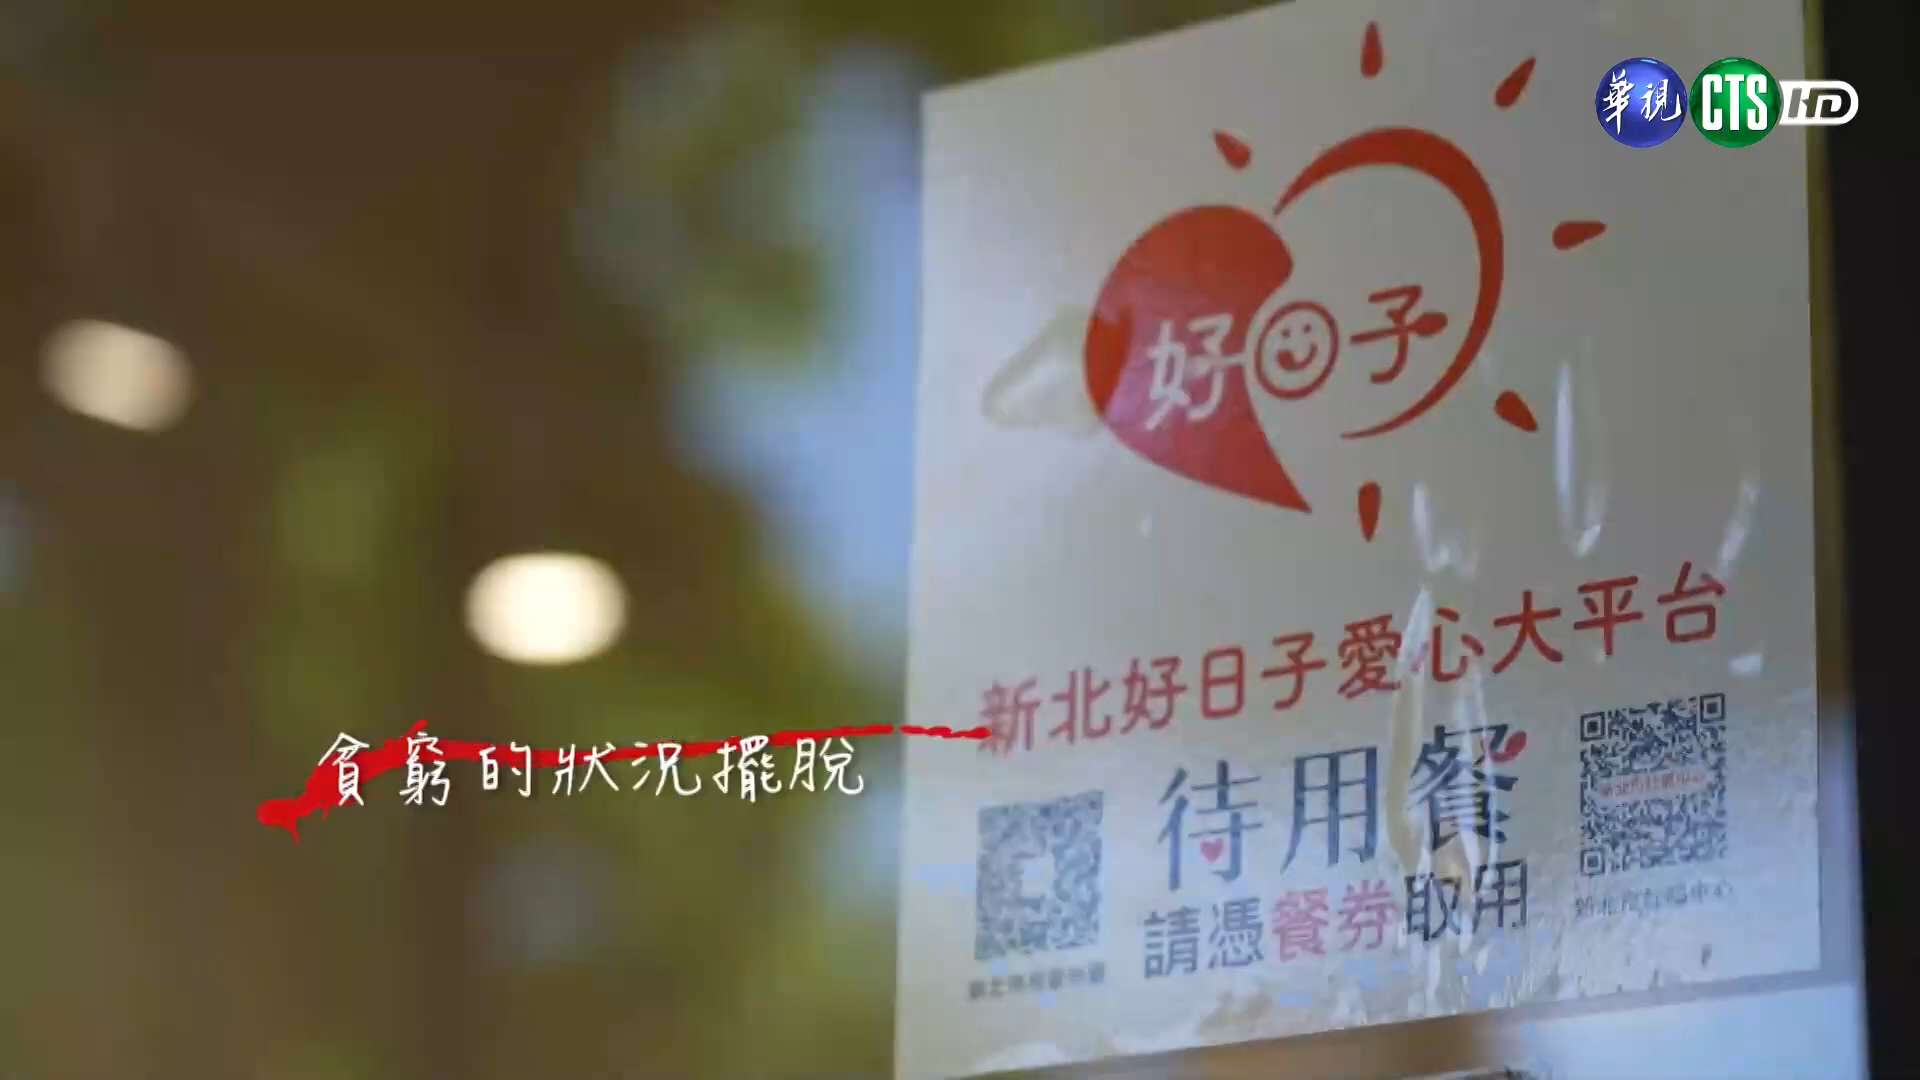 華視 CTS HD
好日子
新北好日子愛心大平台
待用餐
請憑餐券取用
貧窮的狀況擺脫